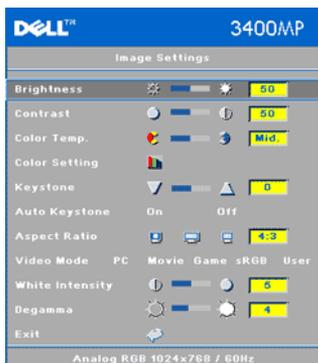 DELL™ 3400MP
Image Settings
Brightness 50
Contrast 50
Color Temp. Mid.
Color Setting
Keystone 0
Auto Keystone On Off
Aspect Ratio 4:3
Video Mode PC Movie Game sRGB User
White Intensity 5
Degamma 4
Exit
Analog RGB 1024x768 / 60Hz